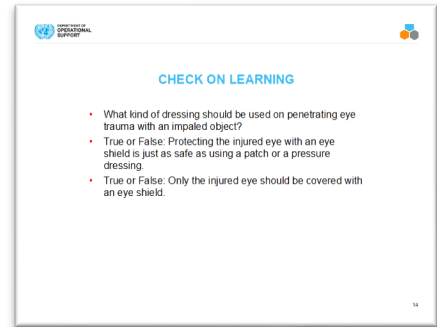 DEPARTMENT OF
OPERATIONAL
SUPPORT
CHECK ON LEARNING
• What kind of dressing should be used on penetrating eye
trauma with an impaled object?
• True or False: Protecting the injured eye with an eye
shield is just as safe as using a patch or a pressure
dressing.
• True or False: Only the injured eye should be covered with
an eye shield.
14